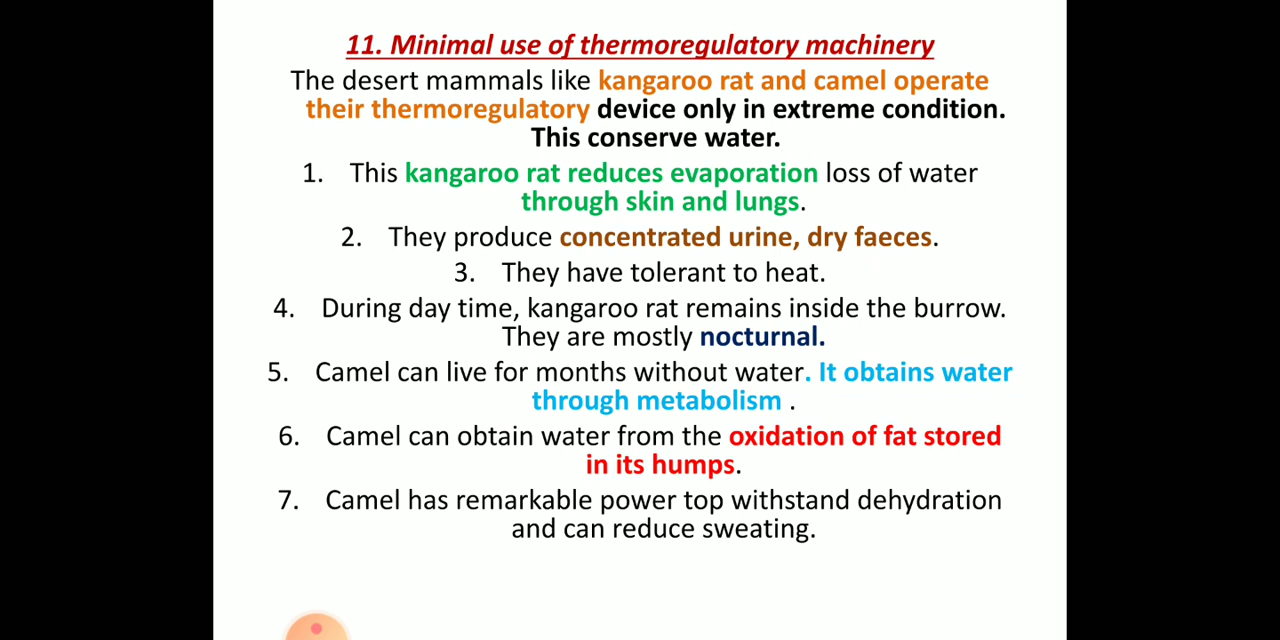 11. Minimal use of thermoregulatory machinery
The desert mammals like kangaroo rat and camel operate
their thermoregulatory device only in extreme condition.
This conserve water.
1. This kangaroo rat reduces evaporation loss of water
through skin and lungs.
2. They produce concentrated urine, dry faeces.
3. They have tolerant to heat.
4. During day time, kangaroo rat remains inside the burrow.
They are mostly nocturnal.
5. Camel can live for months without water. It obtains water
through metabolism .
6. Camel can obtain water from the oxidation of fat stored
in its humps.
7. Camel has remarkable power top withstand dehydration
and can reduce sweating.